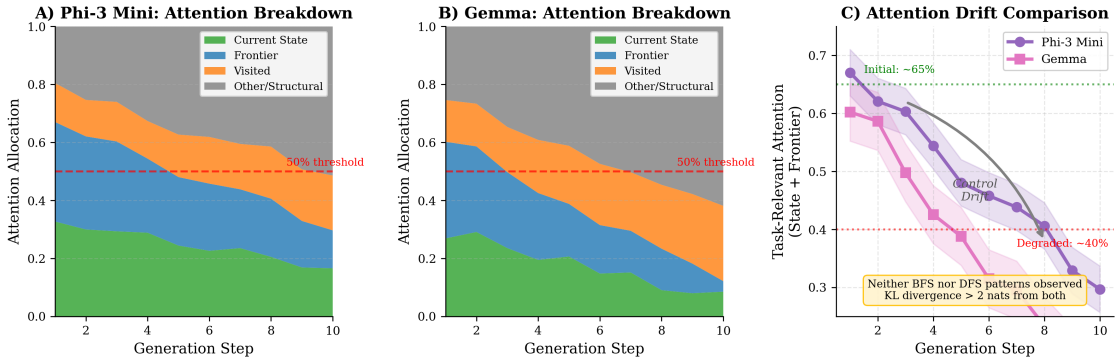 A) Phi-3 Mini: Attention Breakdown
Attention Allocation
1.0
0.8
0.6
0.4
0.2
0.0
Current State
Frontier
Visited
Other/Structural
50% threshold
2 4 6 8 10
Generation Step
B) Gemma: Attention Breakdown
Attention Allocation
1.0
0.8
0.6
0.4
0.2
0.0
Current State
Frontier
Visited
Other/Structural
50% threshold
2 4 6 8 10
Generation Step
C) Attention Drift Comparison
Task-Relevant Attention
(State + Frontier)
0.7
0.6
0.5
0.4
0.3
Phi-3 Mini
Gemma
Initial: ~65%
Control
Drift
Degraded: ~40%
Neither BFS nor DFS patterns observed
KL divergence > 2 nats from both
2 4 6 8 10
Generation Step